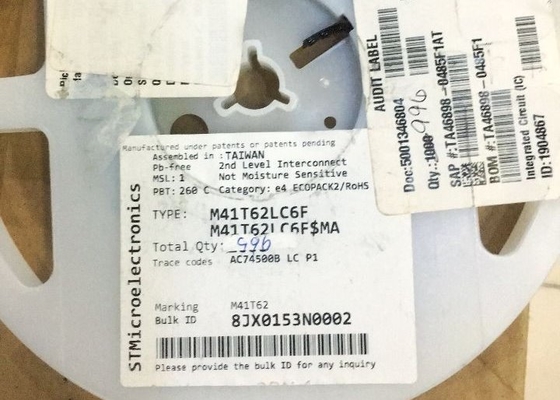 Manufactured under patents or patents pending
Assembled in : TAIWAN
Pb-free 2nd Level Interconnect
MSL: 1 Not Moisture Sensitive
PBT: 260 C Category: e4 ECOPACK2/RoHS
STMicroelectronics
TYPE: M41T62LC6F
M41T62LC6F$MA
Total Qty: 996
Trace codes AC74500B LC P1
Marking M41T62
Bulk ID 8JX0153N0002
Please provide the bulk ID for any inquiry
AUDIT LABEL
Doc:5001346804
Qty.:1000 996
SAP #:TA46898-0485F1AT
BOM #:TA46898-0485F1
Integrated Circuit (IC)
ID:1904867